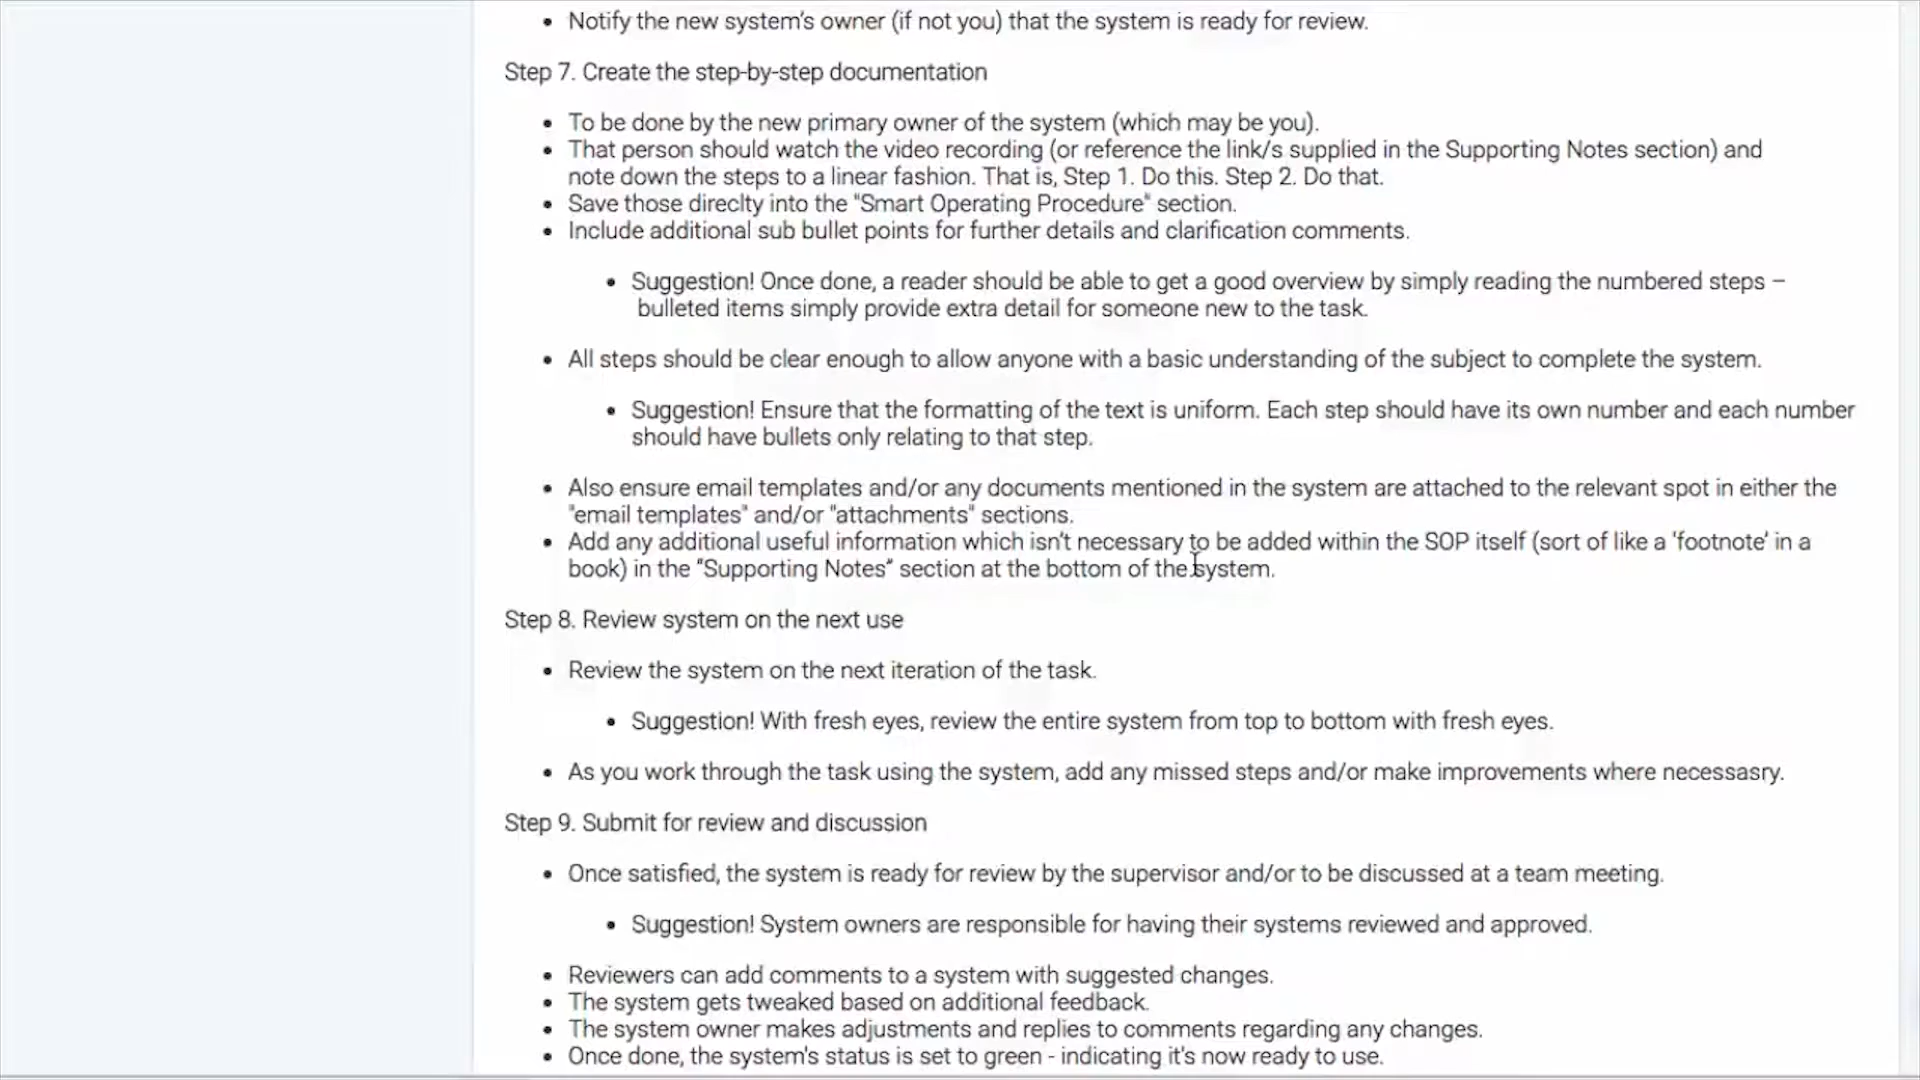 • Notify the new system's owner (if not you) that the system is ready for review.
Step 7. Create the step-by-step documentation
• To be done by the new primary owner of the system (which may be you).
• That person should watch the video recording (or reference the link/s supplied in the Supporting Notes section) and
note down the steps to a linear fashion. That is, Step 1. Do this. Step 2. Do that.
• Save those direclty into the "Smart Operating Procedure" section.
• Include additional sub bullet points for further details and clarification comments.
• Suggestion! Once done, a reader should be able to get a good overview by simply reading the numbered steps –
bulleted items simply provide extra detail for someone new to the task.
• All steps should be clear enough to allow anyone with a basic understanding of the subject to complete the system.
• Suggestion! Ensure that the formatting of the text is uniform. Each step should have its own number and each number
should have bullets only relating to that step.
• Also ensure email templates and/or any documents mentioned in the system are attached to the relevant spot in either the
"email templates" and/or "attachments" sections.
• Add any additional useful information which isn't necessary to be added within the SOP itself (sort of like a 'footnote' in a
book) in the "Supporting Notes" section at the bottom of the system.
Step 8. Review system on the next use
• Review the system on the next iteration of the task.
• Suggestion! With fresh eyes, review the entire system from top to bottom with fresh eyes.
• As you work through the task using the system, add any missed steps and/or make improvements where necessasry.
Step 9. Submit for review and discussion
• Once satisfied, the system is ready for review by the supervisor and/or to be discussed at a team meeting.
• Suggestion! System owners are responsible for having their systems reviewed and approved.
• Reviewers can add comments to a system with suggested changes.
• The system gets tweaked based on additional feedback.
• The system owner makes adjustments and replies to comments regarding any changes.
• Once done, the system's status is set to green - indicating it's now ready to use.